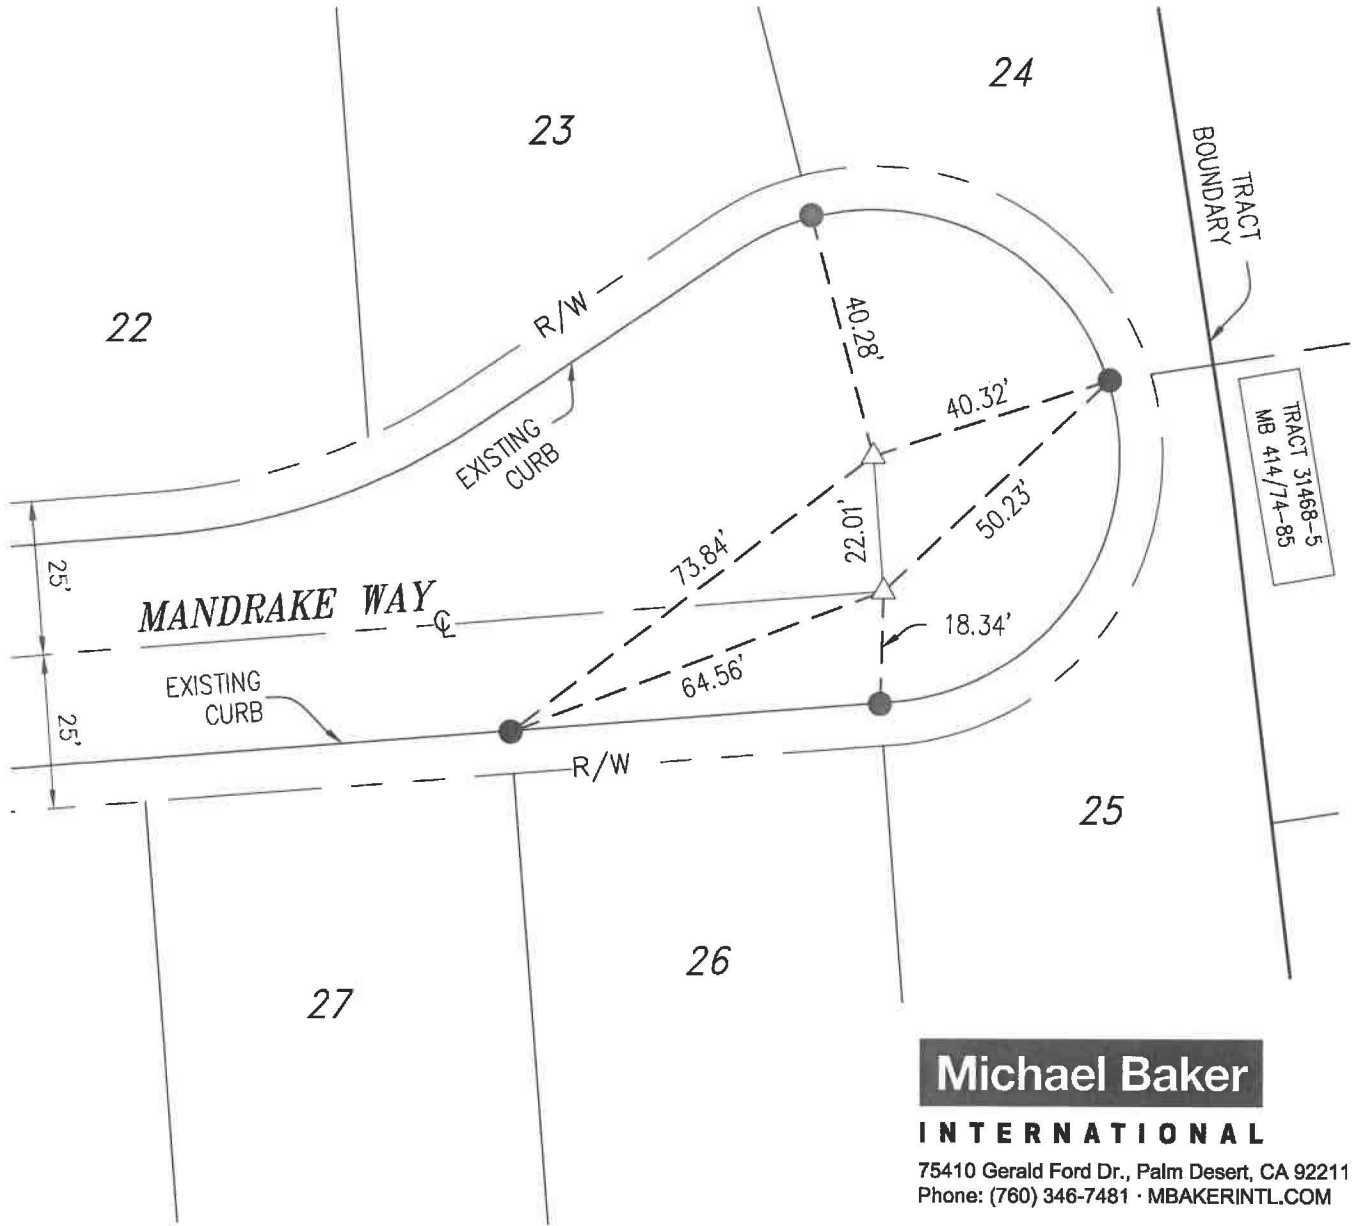 24
23
TRACT
BOUNDARY
22
R/W
40.28'
40.32'
EXISTING
CURB
TRACT 31468-5
MB 414/74-85
50.23'
22.01'
73.84'
25'
MANDRAKE WAY
℄
18.34'
64.56'
EXISTING
CURB
25'
R/W
25
26
27
Michael Baker
INTERNATIONAL
75410 Gerald Ford Dr., Palm Desert, CA 92211
Phone: (760) 346-7481 · MBAKERINTL.COM